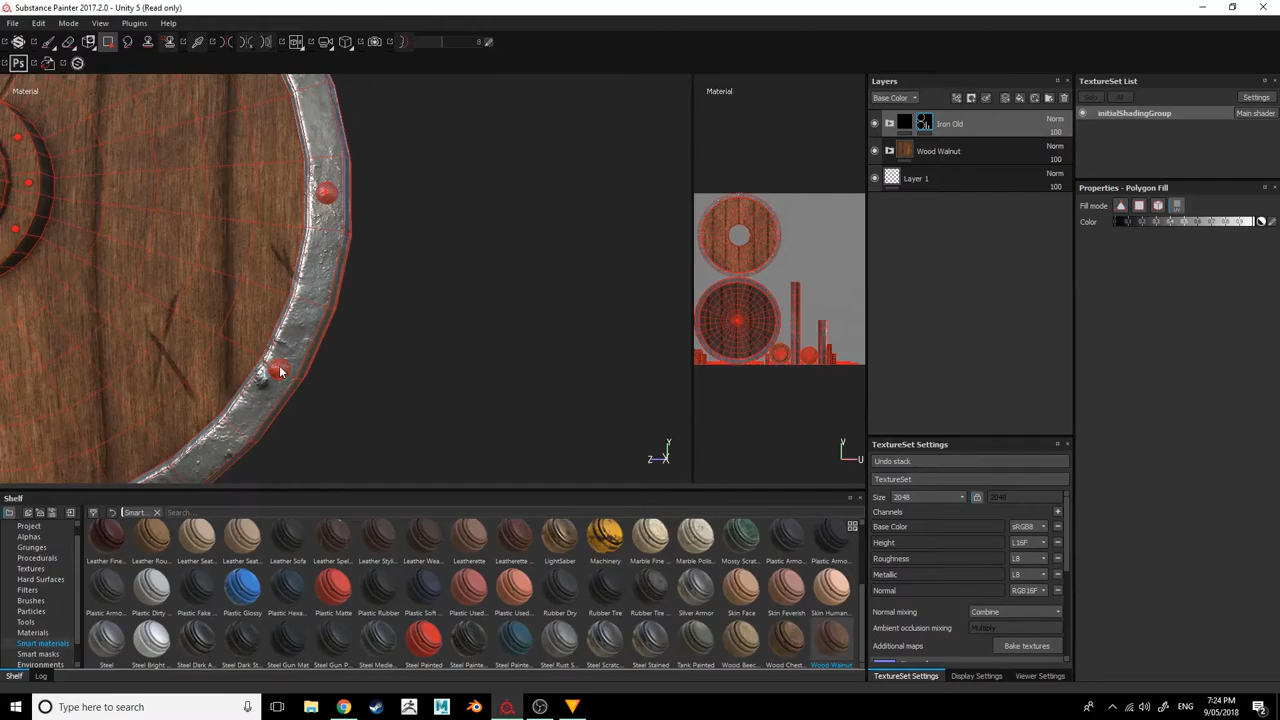 Substance Painter 2017.2.0 - Unity 5 (Read only)
File Edit Mode View Plugins Help
8
Ps
Material
Material
Z X Y
V U
Layers
Base Color
Iron Old Norm 100
Wood Walnut Norm 100
Layer 1 Norm 100
TextureSet List
Solo All Settings
initialShadingGroup Main shader
Properties - Polygon Fill
Fill mode
Color
TextureSet Settings
Undo stack
TextureSet
Size 2048 2048
Channels
Base Color sRGB8
Height L16F
Roughness L8
Metallic L8
Normal RGB16F
Normal mixing Combine
Ambient occlusion mixing Multiply
Additional maps Bake textures
TextureSet Settings Display Settings Viewer Settings
Shelf
Smart... Search...
Project
Alphas
Grunges
Procedurals
Textures
Hard Surfaces
Filters
Brushes
Particles
Tools
Materials
Smart materials
Smart masks
Environments
Leather Fine... Leather Rou... Leather Seat... Leather Seat... Leather Sofa Leather Spel... Leather Styli... Leather Wea... Leatherette Leatherette ... LightSaber Machinery Marble Fine ... Marble Polis... Mossy Scrat... Plastic Armo... Plastic Armo...
Plastic Armo... Plastic Dirty ... Plastic Fake ... Plastic Glossy Plastic Hexa... Plastic Matte Plastic Rubber Plastic Soft ... Plastic Used... Plastic Used... Rubber Dry Rubber Tire Rubber Tire ... Silver Armor Skin Face Skin Feverish Skin Human...
Steel Steel Bright ... Steel Dark A... Steel Dark St... Steel Gun Mat Steel Gun P... Steel Medie... Steel Painted Steel Painte... Steel Painte... Steel Rust S... Steel Scratc... Steel Stained Tank Painted Wood Beec... Wood Chest... Wood Walnut
Shelf Log
Type here to search
7:24 PM
9/05/2018
2